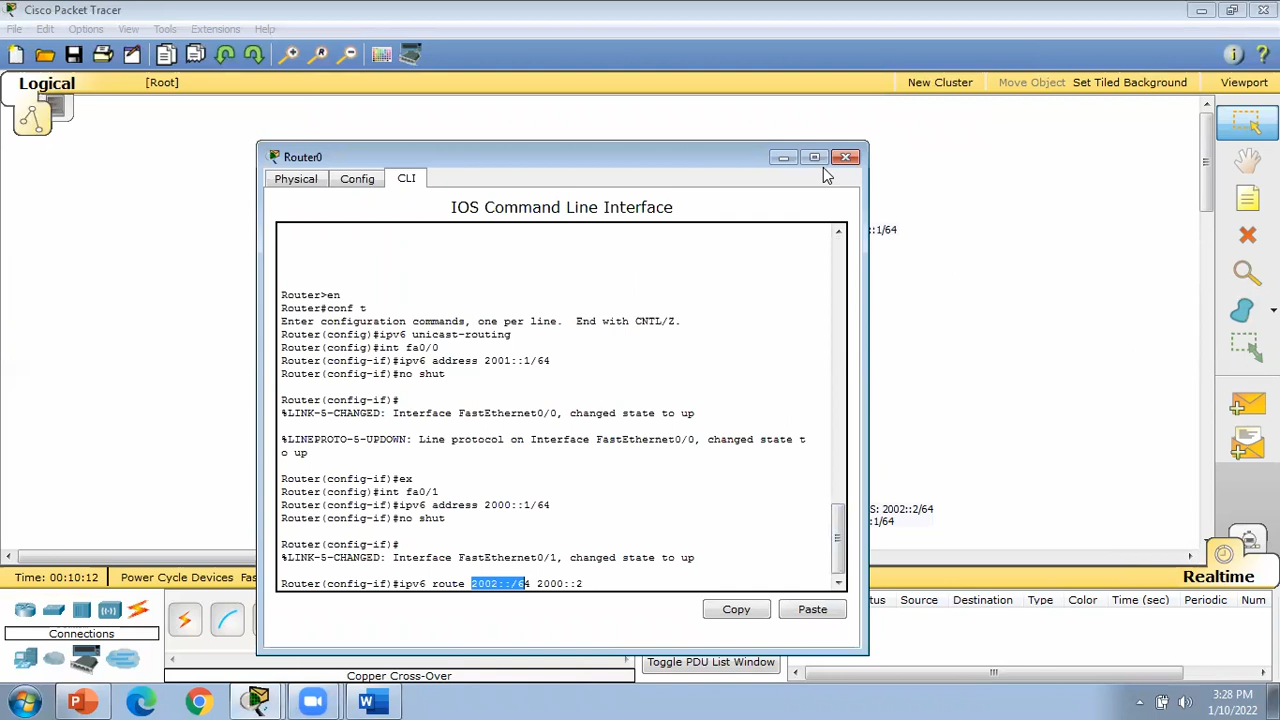 Cisco Packet Tracer
File Edit Options View Tools Extensions Help
Logical
[Root]
New Cluster
Move Object
Set Tiled Background
Viewport
Router0
Physical
Config
CLI
IOS Command Line Interface
::1/64
Router>en
Router#conf t
Enter configuration commands, one per line.  End with CNTL/Z.
Router(config)#ipv6 unicast-routing
Router(config)#int fa0/0
Router(config-if)#ipv6 address 2001::1/64
Router(config-if)#no shut
Router(config-if)#
%LINK-5-CHANGED: Interface FastEthernet0/0, changed state to up
%LINEPROTO-5-UPDOWN: Line protocol on Interface FastEthernet0/0, changed state t
o up
Router(config-if)#ex
Router(config)#int fa0/1
Router(config-if)#ipv6 address 2000::1/64
Router(config-if)#no shut
Router(config-if)#
%LINK-5-CHANGED: Interface FastEthernet0/1, changed state to up
Router(config-if)#ipv6 route 2002::/64 2000::2
S: 2002::2/64
::1/64
Copy
Paste
Time: 00:10:12
Power Cycle Devices
Realtime
Connections
tus Source Destination Type Color Time (sec) Periodic Num
Toggle PDU List Window
Copper Cross-Over
3:28 PM
1/10/2022